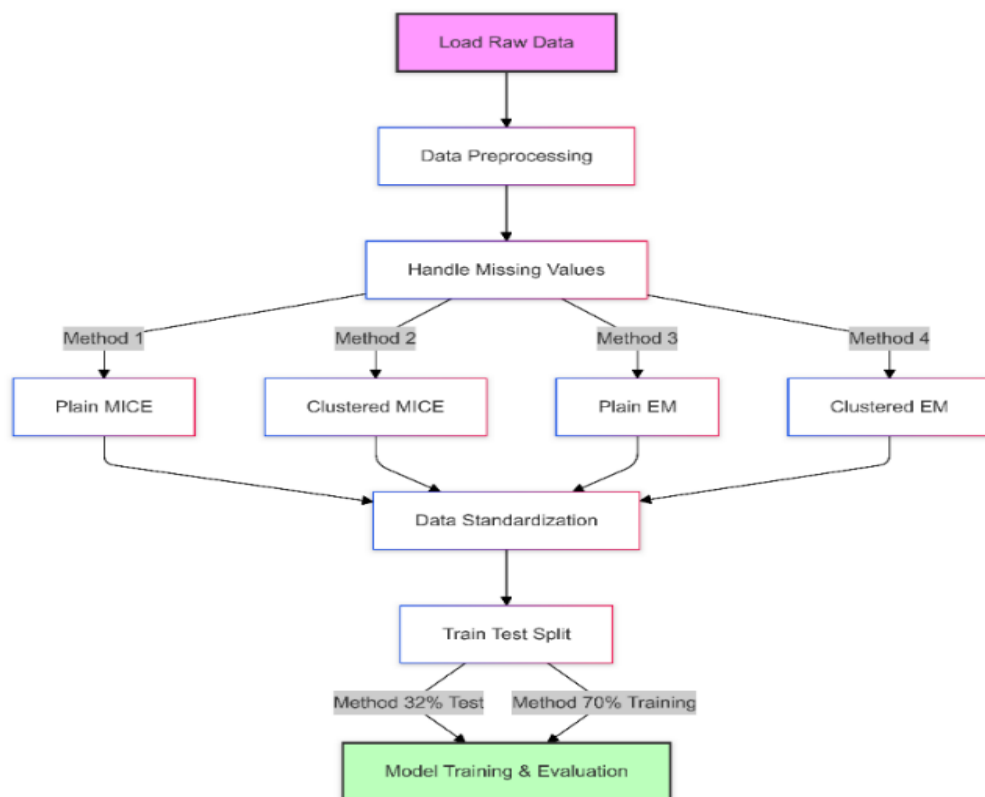 Load Raw Data
Data Preprocessing
Handle Missing Values
Method 1
Method 2
Method 3
Method 4
Plain MICE
Clustered MICE
Plain EM
Clustered EM
Data Standardization
Train Test Split
Method 32% Test
Method 70% Training
Model Training & Evaluation